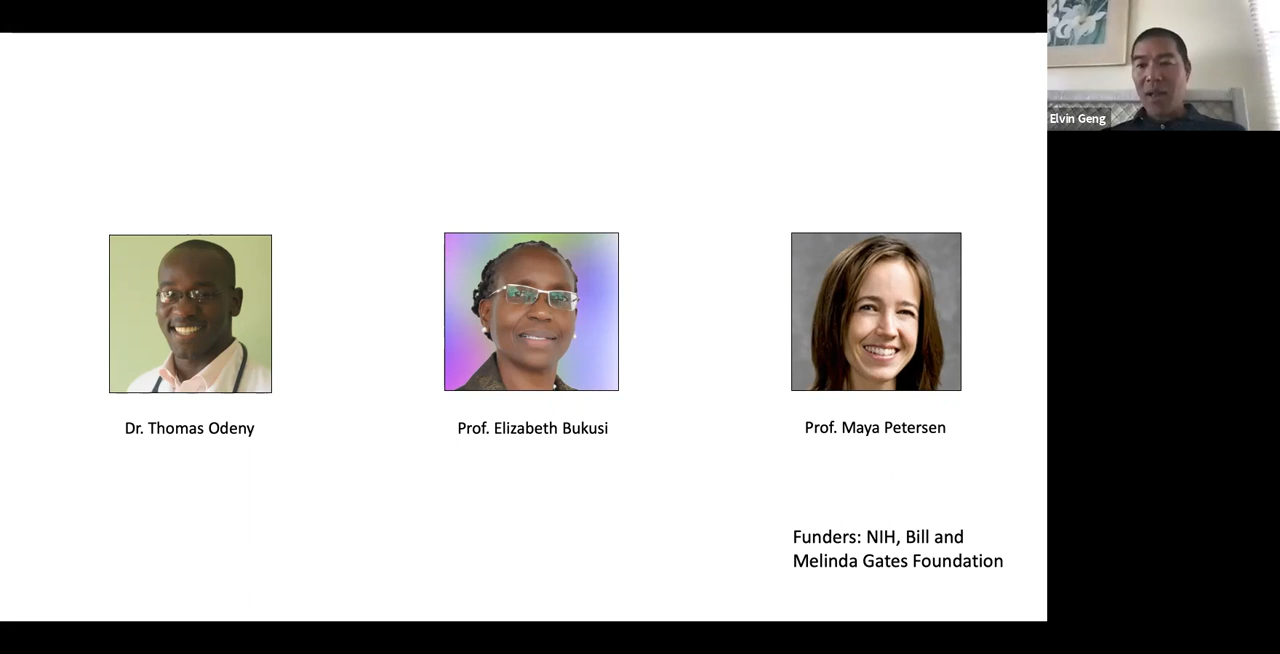 Elvin Geng
Dr. Thomas Odeny
Prof. Elizabeth Bukusi
Prof. Maya Petersen
Funders: NIH, Bill and
Melinda Gates Foundation